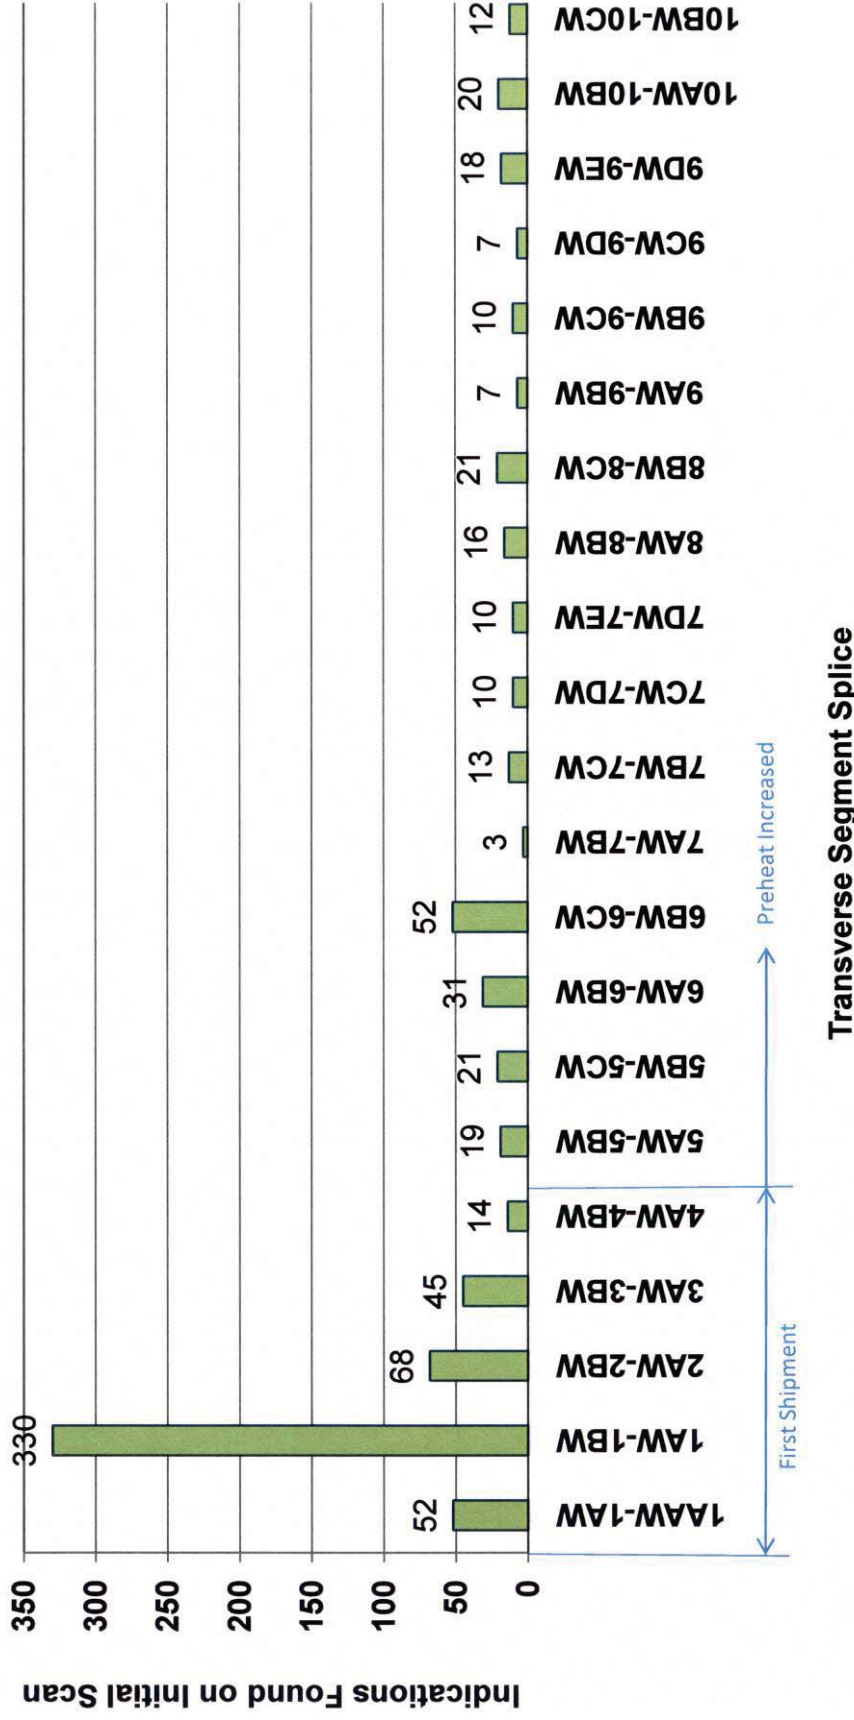 Indications Found on Initial Scan
350
300
250
200
150
100
50
0
52
330
68
45
14
19
21
31
52
3
13
10
10
16
21
7
10
7
18
20
12
1AAW-1AW
1AW-1BW
2AW-2BW
3AW-3BW
4AW-4BW
5AW-5BW
5BW-5CW
6AW-6BW
6BW-6CW
7AW-7BW
7BW-7CW
7CW-7DW
7DW-7EW
8AW-8BW
8BW-8CW
9AW-9BW
9BW-9CW
9CW-9DW
9DW-9EW
10AW-10BW
10BW-10CW
First Shipment
Preheat Increased
Transverse Segment Splice